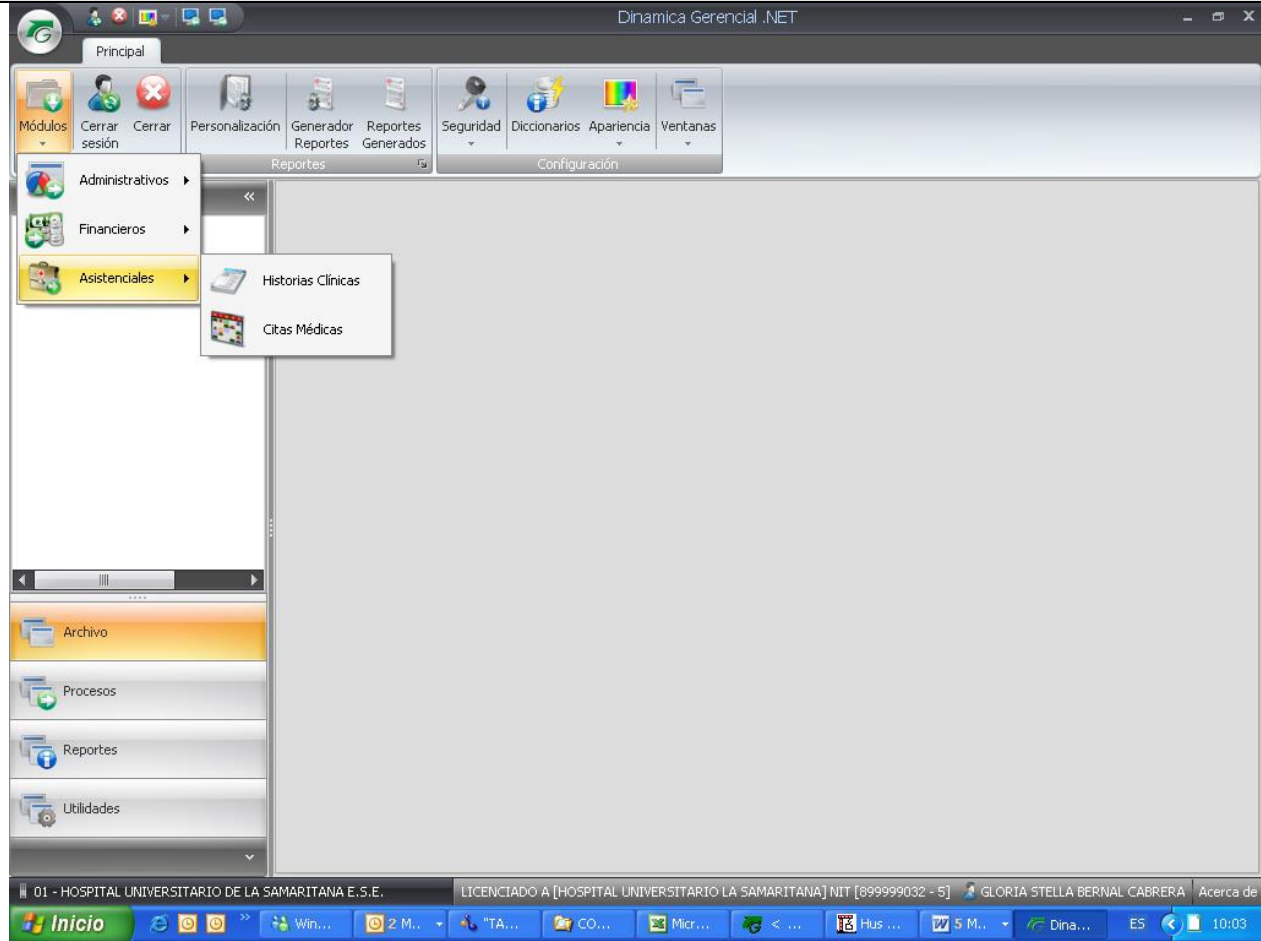 Dinamica Gerencial .NET
Principal
Módulos
Cerrar sesión
Cerrar
Personalización
Generador Reportes
Reportes Generados
Seguridad
Diccionarios
Apariencia
Ventanas
Reportes
Configuración
Administrativos
Financieros
Asistenciales
Historias Clínicas
Citas Médicas
Archivo
Procesos
Reportes
Utilidades
01 - HOSPITAL UNIVERSITARIO DE LA SAMARITANA E.S.E.
LICENCIADO A [HOSPITAL UNIVERSITARIO LA SAMARITANA] NIT [899999032 - 5]
GLORIA STELLA BERNAL CABRERA
Acerca de
Inicio
Win...
2 M..
"TA...
CO...
Micr...
< ...
Hus ...
5 M..
Dina...
ES
10:03